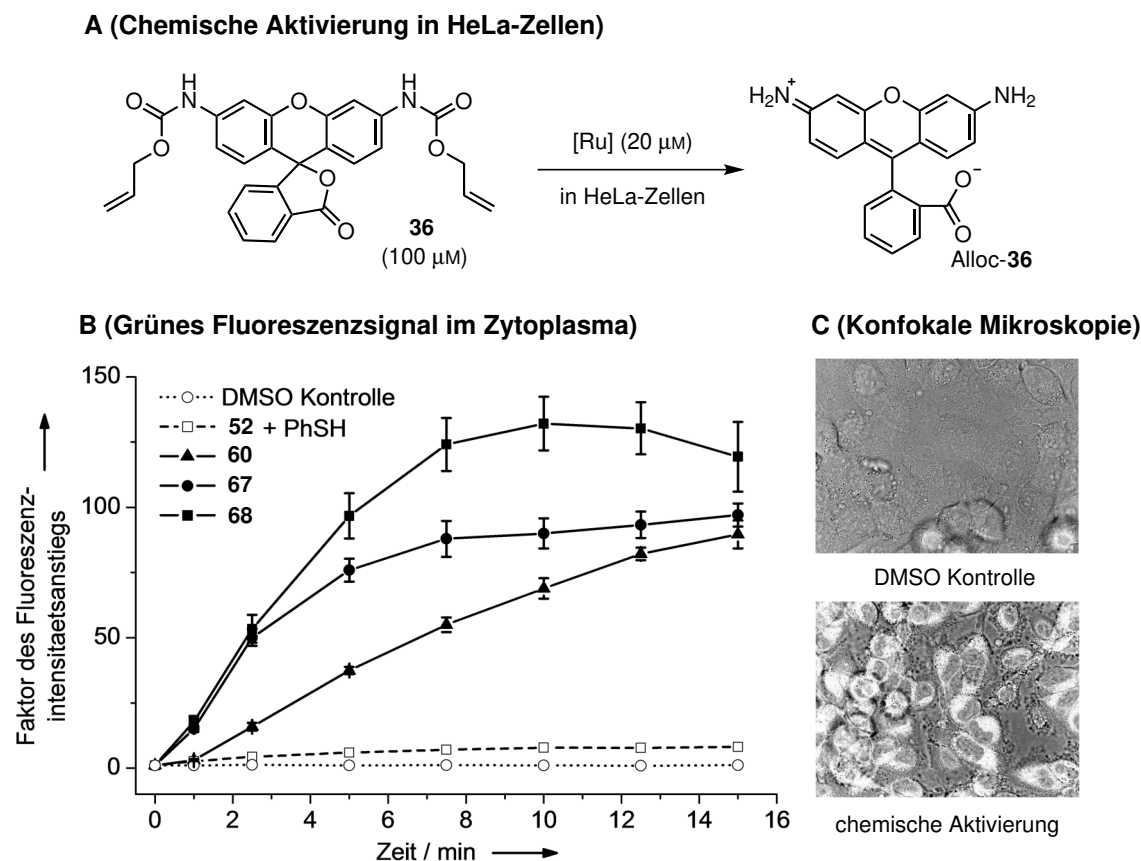 A (Chemische Aktivierung in HeLa-Zellen)
H
N
O
O
O
H
N
O
O
O
O
36
(100 µM)
[Ru] (20 µM)
in HeLa-Zellen
H₂N⁺
O
NH₂
O⁻
O
Alloc-36
B (Grünes Fluoreszenzsignal im Zytoplasma)
Faktor des Fluoreszenz-
intensitaetsanstiegs
150
100
50
0
DMSO Kontrolle
52 + PhSH
60
67
68
0 2 4 6 8 10 12 14 16
Zeit / min
C (Konfokale Mikroskopie)
DMSO Kontrolle
chemische Aktivierung